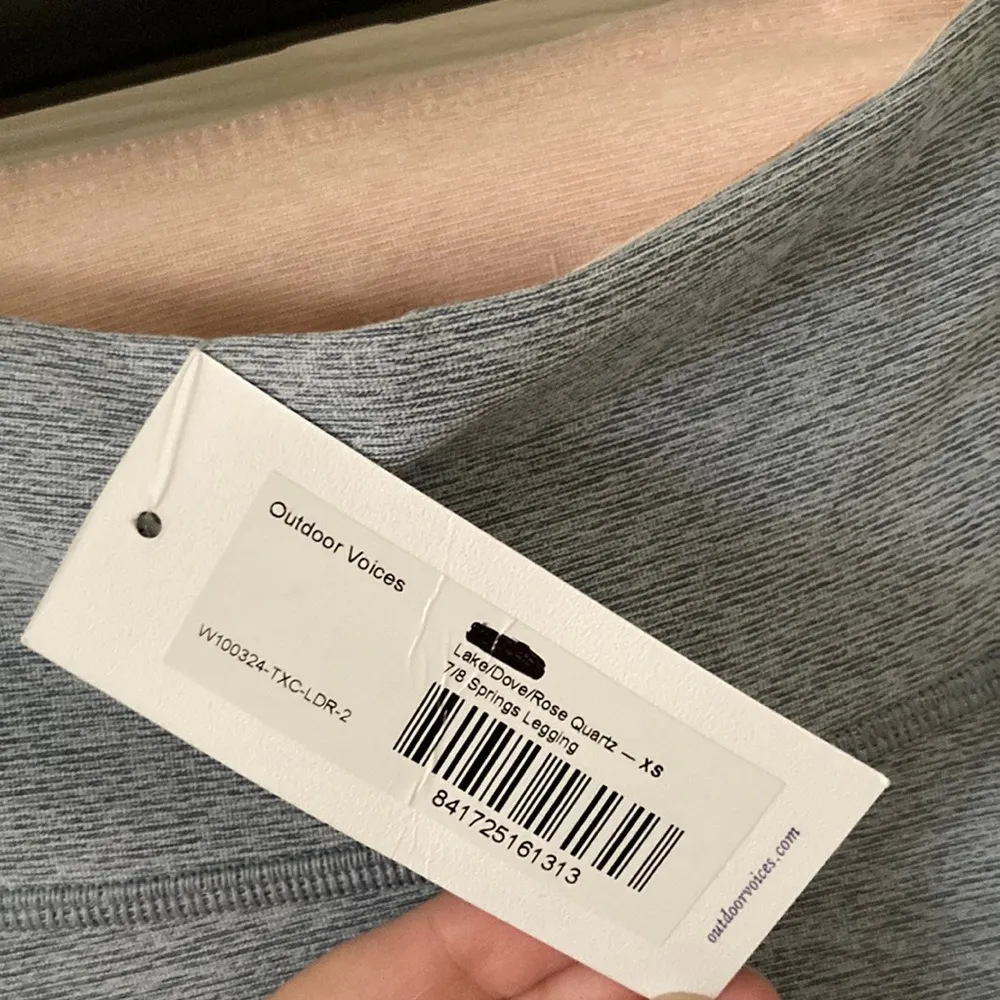 Outdoor Voices
W100324-TXC-LDR-2
Lake/Dove/Rose Quartz — XS
7/8 Springs Legging
841725161313
outdoorvoices.com